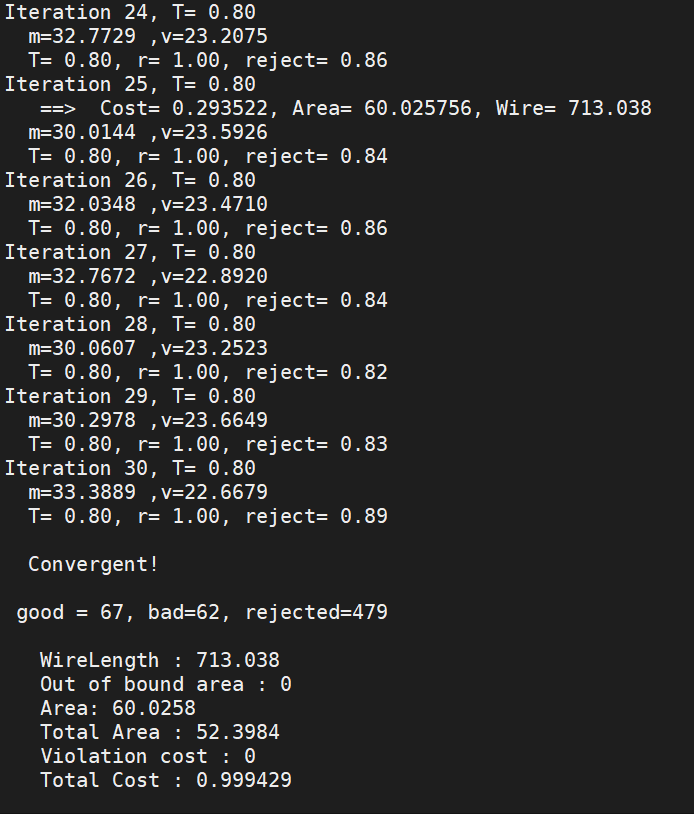 Iteration 24, T= 0.80
m=32.7729 ,v=23.2075
T= 0.80, r= 1.00, reject= 0.86
Iteration 25, T= 0.80
==>  Cost= 0.293522, Area= 60.025756, Wire= 713.038
m=30.0144 ,v=23.5926
T= 0.80, r= 1.00, reject= 0.84
Iteration 26, T= 0.80
m=32.0348 ,v=23.4710
T= 0.80, r= 1.00, reject= 0.86
Iteration 27, T= 0.80
m=32.7672 ,v=22.8920
T= 0.80, r= 1.00, reject= 0.84
Iteration 28, T= 0.80
m=30.0607 ,v=23.2523
T= 0.80, r= 1.00, reject= 0.82
Iteration 29, T= 0.80
m=30.2978 ,v=23.6649
T= 0.80, r= 1.00, reject= 0.83
Iteration 30, T= 0.80
m=33.3889 ,v=22.6679
T= 0.80, r= 1.00, reject= 0.89
Convergent!
good = 67, bad=62, rejected=479
WireLength : 713.038
Out of bound area : 0
Area: 60.0258
Total Area : 52.3984
Violation cost : 0
Total Cost : 0.999429